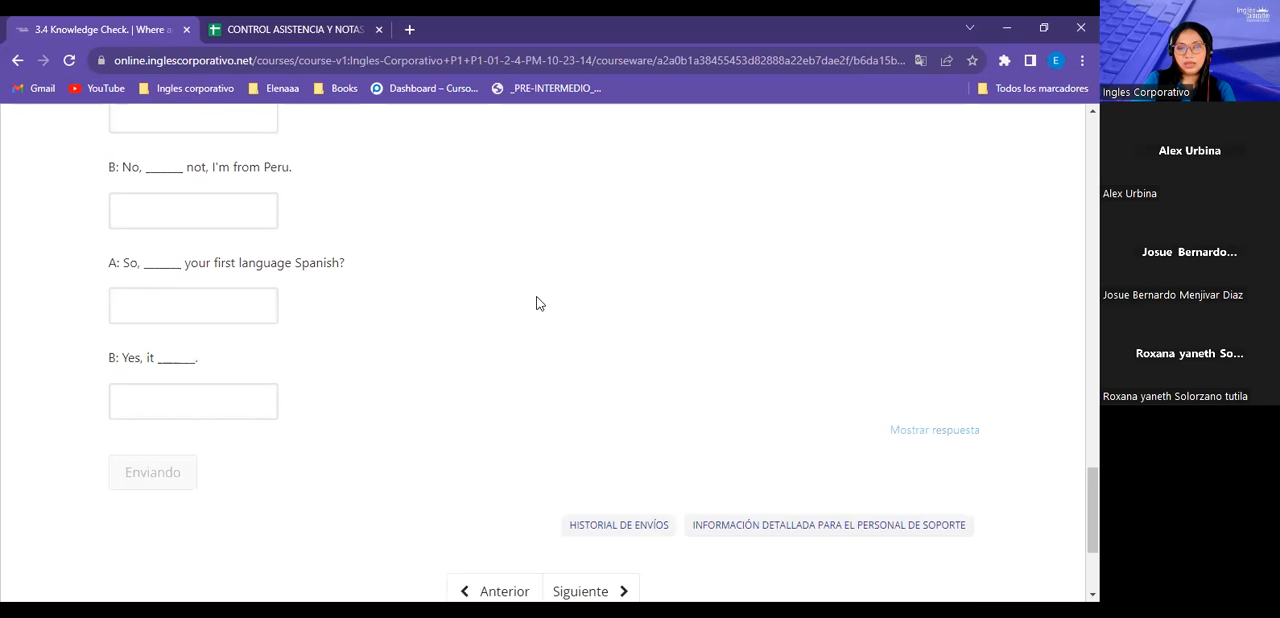 3.4 Knowledge Check. | Where a
CONTROL ASISTENCIA Y NOTAS
online.inglescorporativo.net/courses/course-v1:Ingles-Corporativo+P1+P1-01-2-4-PM-10-23-14/courseware/a2a0b1a38455453d82888a22eb7dae2f/b6da15b...
E
Gmail
YouTube
Ingles corporativo
Elenaaa
Books
Dashboard – Curso...
_PRE-INTERMEDIO_...
Todos los marcadores
B: No, ______ not, I'm from Peru.
A: So, ______ your first language Spanish?
B: Yes, it ______.
Mostrar respuesta
Enviando
HISTORIAL DE ENVÍOS
INFORMACIÓN DETALLADA PARA EL PERSONAL DE SOPORTE
Anterior
Siguiente
Ingles Corporativo
Alex Urbina
Alex Urbina
Josue Bernardo...
Josue Bernardo Menjivar Diaz
Roxana yaneth So...
Roxana yaneth Solorzano tutila